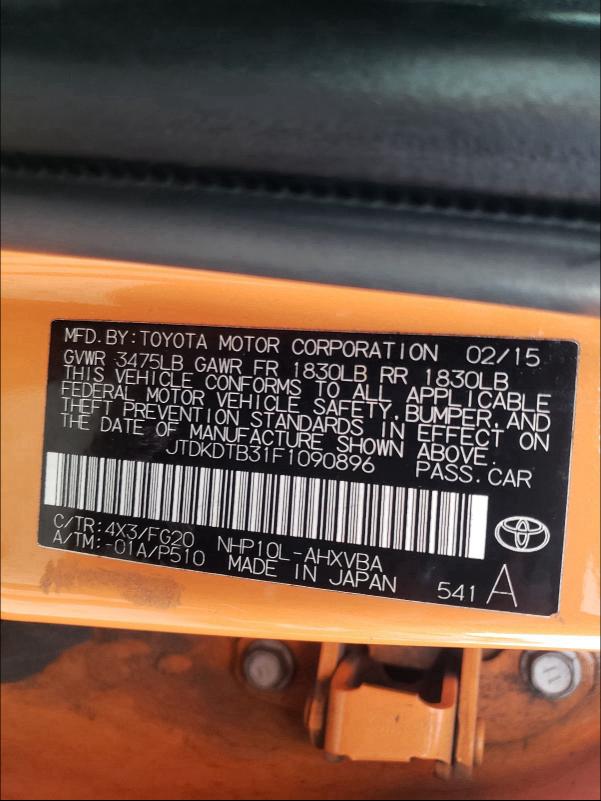 MFD. BY: TOYOTA MOTOR CORPORATION 02/15
GVWR 3475LB GAWR FR 1830LB RR 1830LB
THIS VEHICLE CONFORMS TO ALL APPLICABLE
FEDERAL MOTOR VEHICLE SAFETY, BUMPER, AND
THEFT PREVENTION STANDARDS IN EFFECT ON
THE DATE OF MANUFACTURE SHOWN ABOVE.
JTDKDTB31F1090896 PASS. CAR
C/TR: 4X3/FG20 NHP10L-AHXVBA
A/TM: -01A/P510 MADE IN JAPAN 541 A